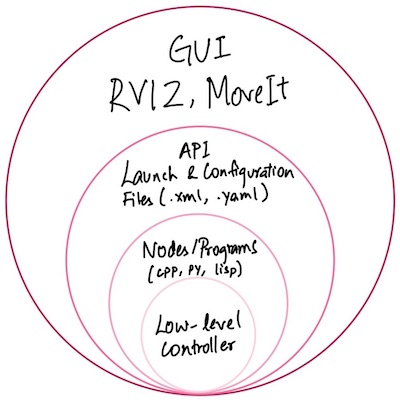 GUI
RVIZ, MoveIt
API
Launch & Configuration
Files (.xml, .yaml)
Nodes/Programs
(cpp, py, lisp)
Low-level
Controller